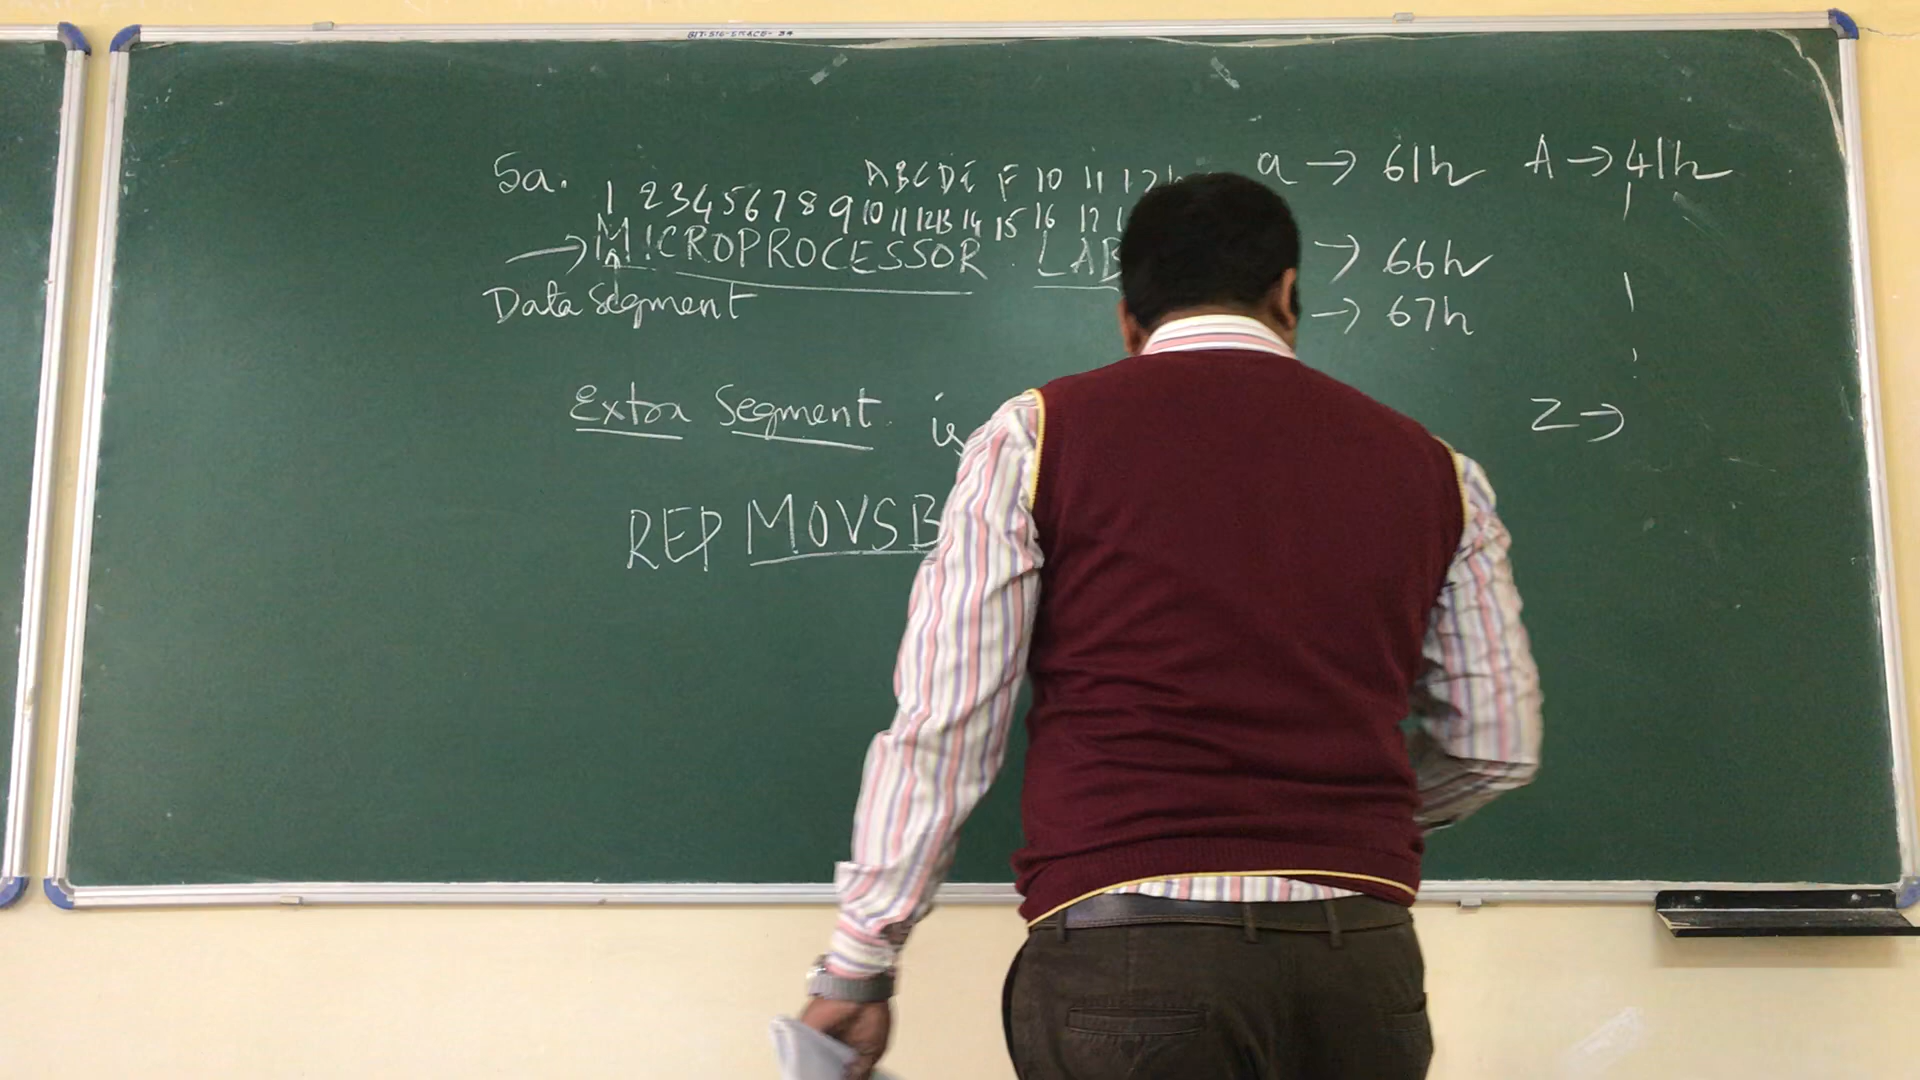 5a.
A B C D E F 10 11 12
1 2 3 4 5 6 7 8 9 10 11 12 13 14 15 16 17
→ MICROPROCESSOR LAB
Data Segment
Extra Segment is
REP MOVSB
a → 61h
→ 66h
→ 67h
A → 41h
Z →